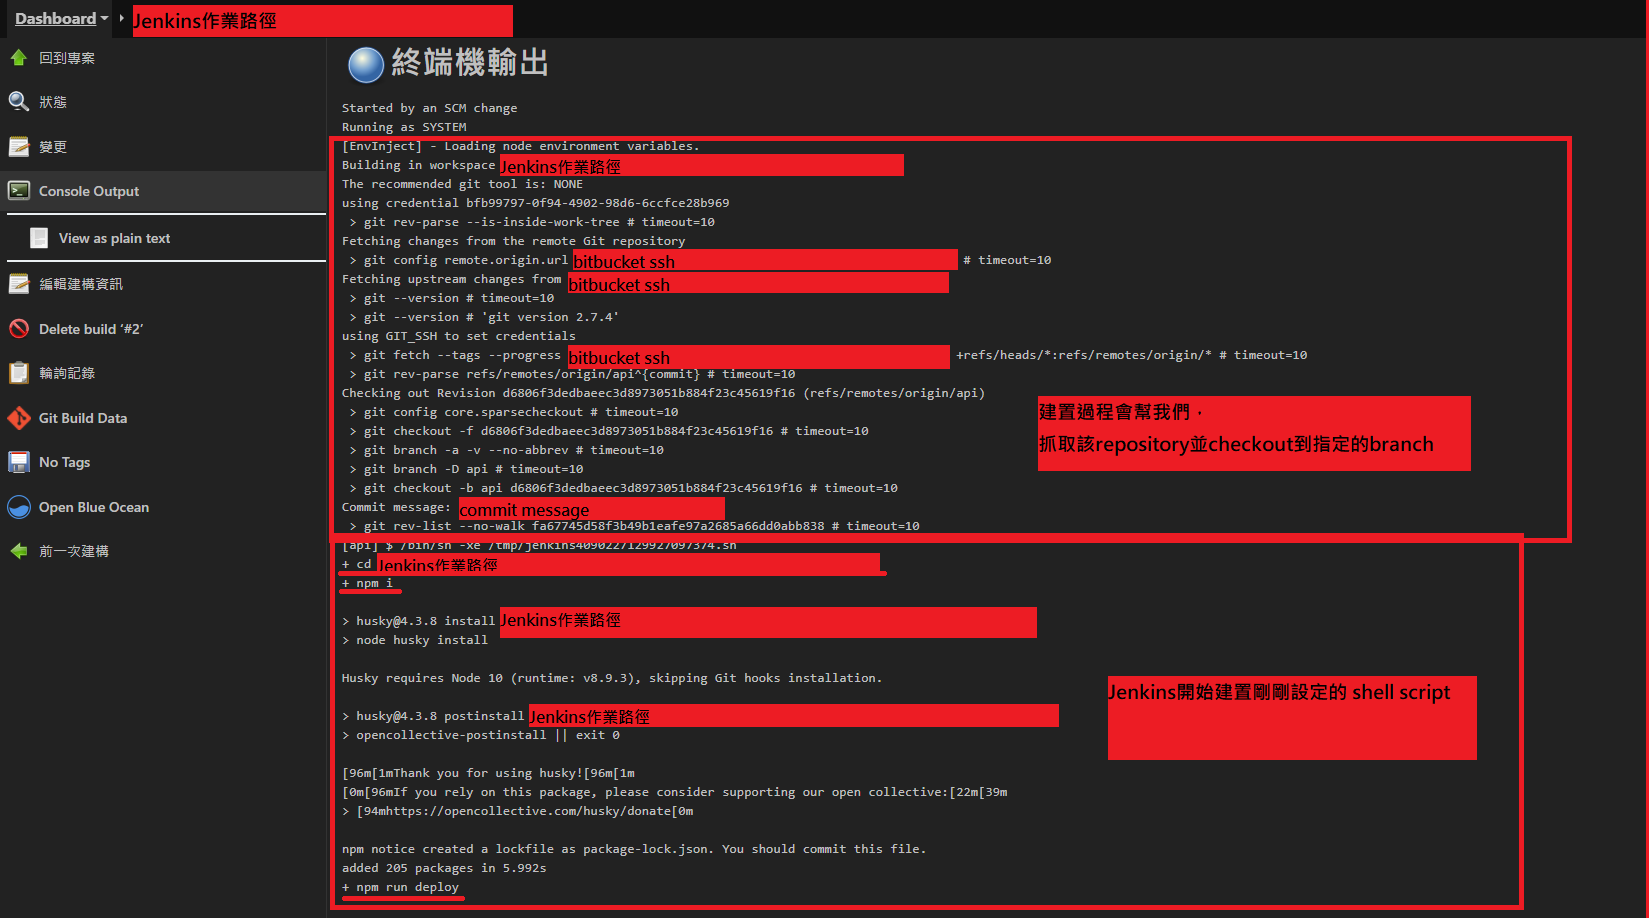 Dashboard
Jenkins作業路徑
回到專案
狀態
變更
Console Output
View as plain text
編輯建構資訊
Delete build ‘#2’
輪詢記錄
Git Build Data
No Tags
Open Blue Ocean
前一次建構
終端機輸出
Started by an SCM change
Running as SYSTEM
[EnvInject] - Loading node environment variables.
Building in workspace Jenkins作業路徑
The recommended git tool is: NONE
using credential bfb99797-0f94-4902-98d6-6ccfce28b969
> git rev-parse --is-inside-work-tree # timeout=10
Fetching changes from the remote Git repository
> git config remote.origin.url bitbucket ssh # timeout=10
Fetching upstream changes from bitbucket ssh
> git --version # timeout=10
> git --version # 'git version 2.7.4'
using GIT_SSH to set credentials
> git fetch --tags --progress bitbucket ssh +refs/heads/*:refs/remotes/origin/* # timeout=10
> git rev-parse refs/remotes/origin/api^{commit} # timeout=10
Checking out Revision d6806f3dedbaeec3d8973051b884f23c45619f16 (refs/remotes/origin/api)
> git config core.sparsecheckout # timeout=10
> git checkout -f d6806f3dedbaeec3d8973051b884f23c45619f16 # timeout=10
> git branch -a -v --no-abbrev # timeout=10
> git branch -D api # timeout=10
> git checkout -b api d6806f3dedbaeec3d8973051b884f23c45619f16 # timeout=10
Commit message: commit message
> git rev-list --no-walk fa67745d58f3b49b1eafe97a2685a66dd0abb838 # timeout=10
建置過程會幫我們，
抓取該repository並checkout到指定的branch
[api] $ /bin/sh -xe /tmp/jenkins4090227129927097374.sh
+ cd Jenkins作業路徑
+ npm i
> husky@4.3.8 install Jenkins作業路徑
> node husky install
Husky requires Node 10 (runtime: v8.9.3), skipping Git hooks installation.
> husky@4.3.8 postinstall Jenkins作業路徑
> opencollective-postinstall || exit 0
[96m[1mThank you for using husky![96m[1m
[0m[96mIf you rely on this package, please consider supporting our open collective:[22m[39m
> [94mhttps://opencollective.com/husky/donate[0m
npm notice created a lockfile as package-lock.json. You should commit this file.
added 205 packages in 5.992s
+ npm run deploy
Jenkins開始建置剛剛設定的 shell script